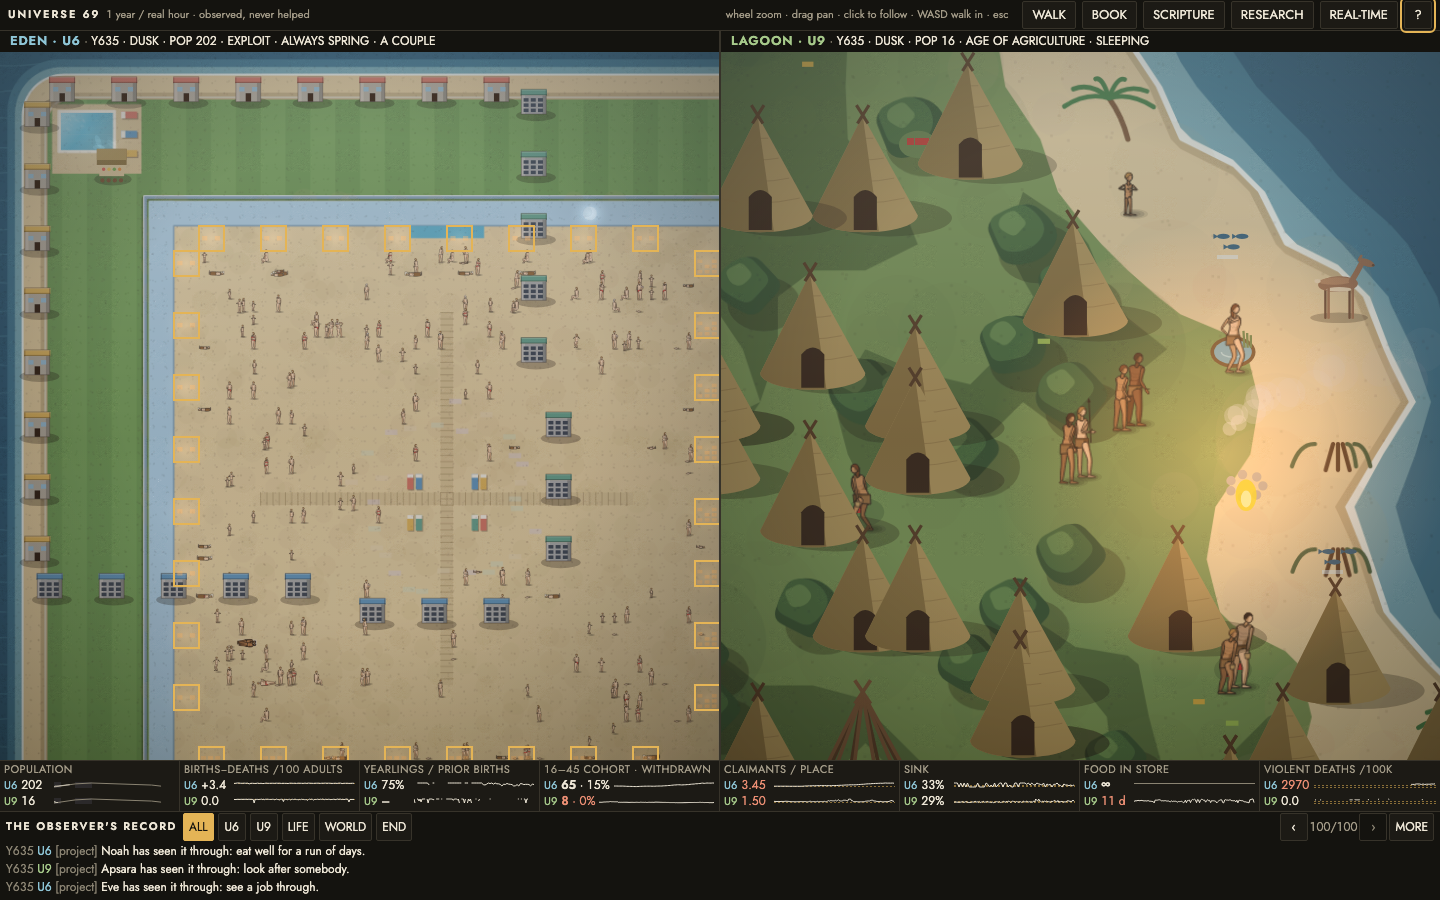 UNIVERSE 69 1 year / real hour · observed, never helped
wheel zoom · drag pan · click to follow · WASD walk in · esc
WALK BOOK SCRIPTURE RESEARCH REAL-TIME ?
EDEN · U6 · Y635 · DUSK · POP 202 · EXPLOIT · ALWAYS SPRING · A COUPLE
LAGOON · U9 · Y635 · DUSK · POP 16 · AGE OF AGRICULTURE · SLEEPING
POPULATION
U6 202
U9 16
BIRTHS–DEATHS /100 ADULTS
U6 +3.4
U9 0.0
YEARLINGS / PRIOR BIRTHS
U6 75%
U9 –
16–45 COHORT · WITHDRAWN
U6 65 · 15%
U9 8 · 0%
CLAIMANTS / PLACE
U6 3.45
U9 1.50
SINK
U6 33%
U9 29%
FOOD IN STORE
U6 ∞
U9 11 d
VIOLENT DEATHS /100K
U6 2970
U9 0.0
THE OBSERVER'S RECORD ALL U6 U9 LIFE WORLD END
‹ 100/100 › MORE
Y635 U6 [project] Noah has seen it through: eat well for a run of days.
Y635 U9 [project] Apsara has seen it through: look after somebody.
Y635 U6 [project] Eve has seen it through: see a job through.